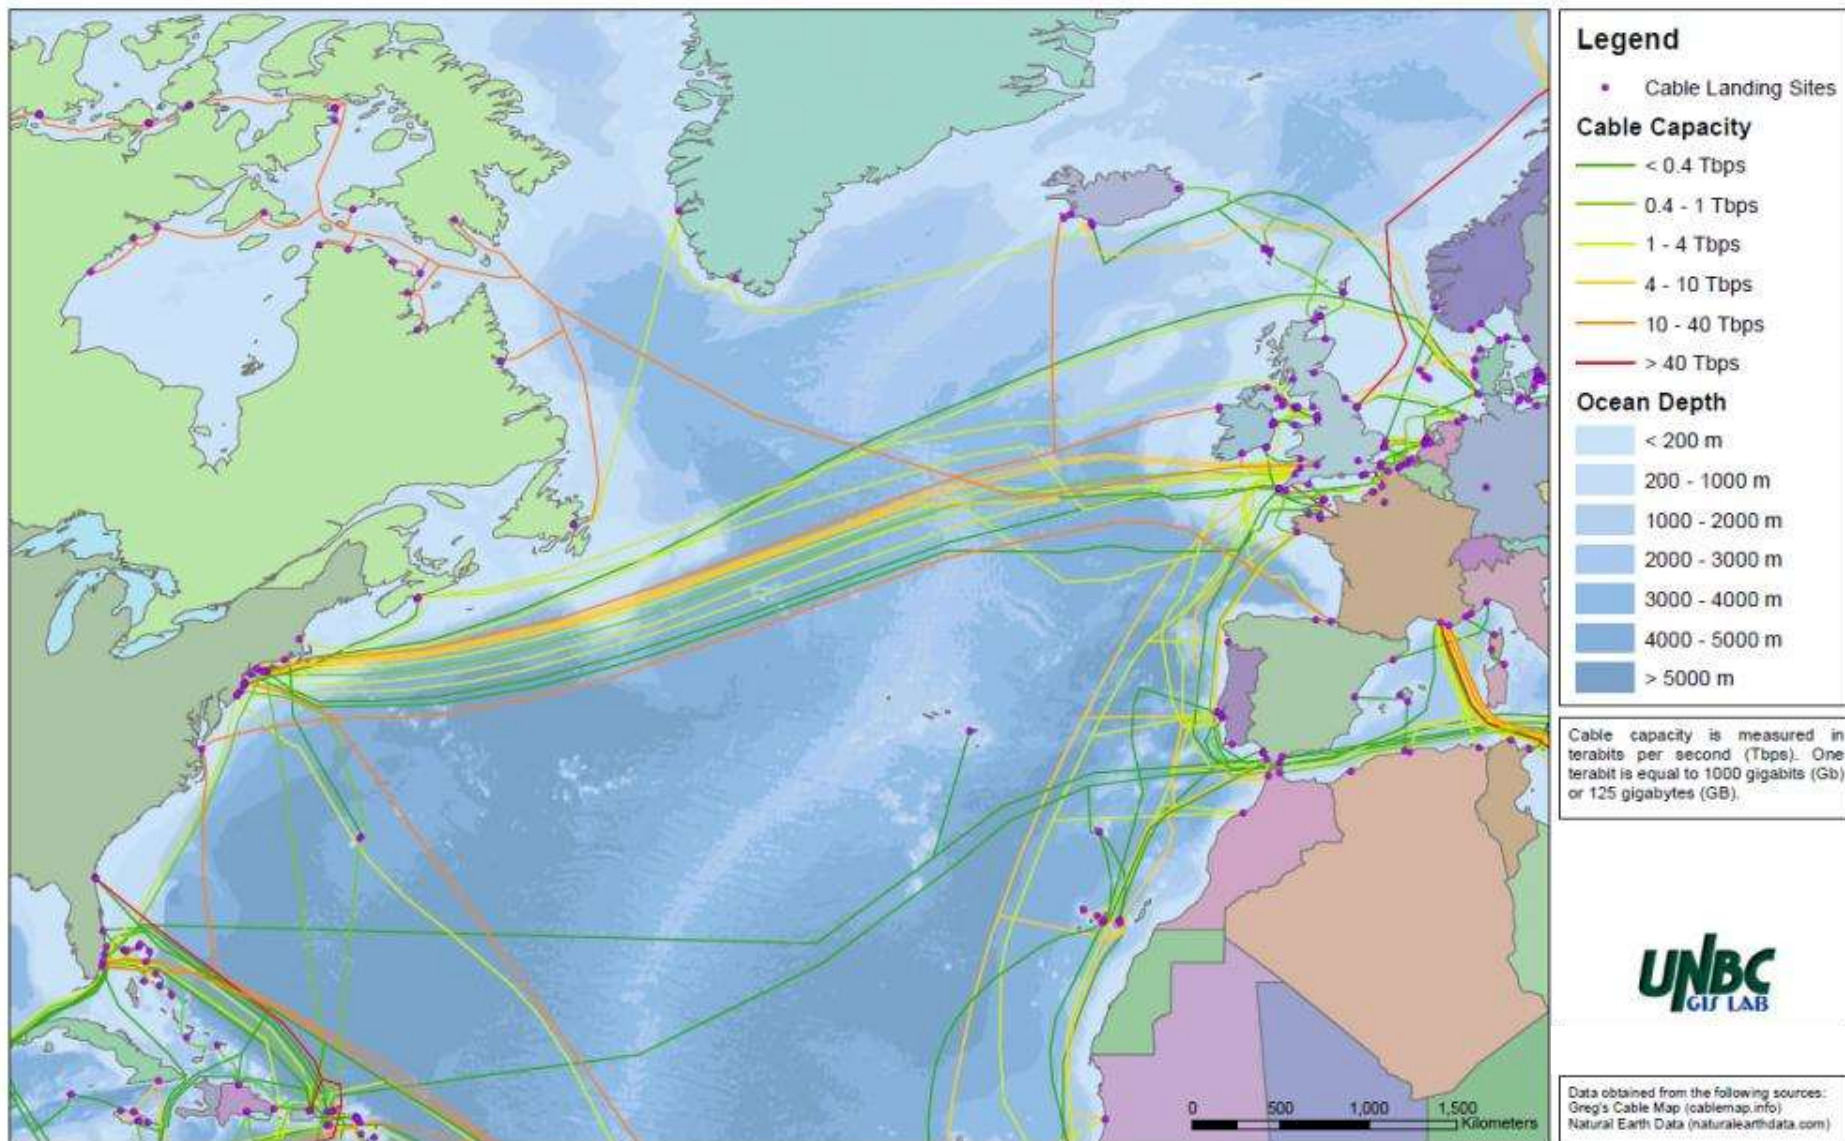 Legend
Cable Landing Sites
Cable Capacity
< 0.4 Tbps
0.4 - 1 Tbps
1 - 4 Tbps
4 - 10 Tbps
10 - 40 Tbps
> 40 Tbps
Ocean Depth
< 200 m
200 - 1000 m
1000 - 2000 m
2000 - 3000 m
3000 - 4000 m
4000 - 5000 m
> 5000 m
Cable capacity is measured in
terabits per second (Tbps). One
terabit is equal to 1000 gigabits (Gb)
or 125 gigabytes (GB).
UNBC
GIS LAB
0 500 1,000 1,500
Kilometers
Data obtained from the following sources:
Greg's Cable Map (cablemap.info)
Natural Earth Data (naturalearthdata.com)